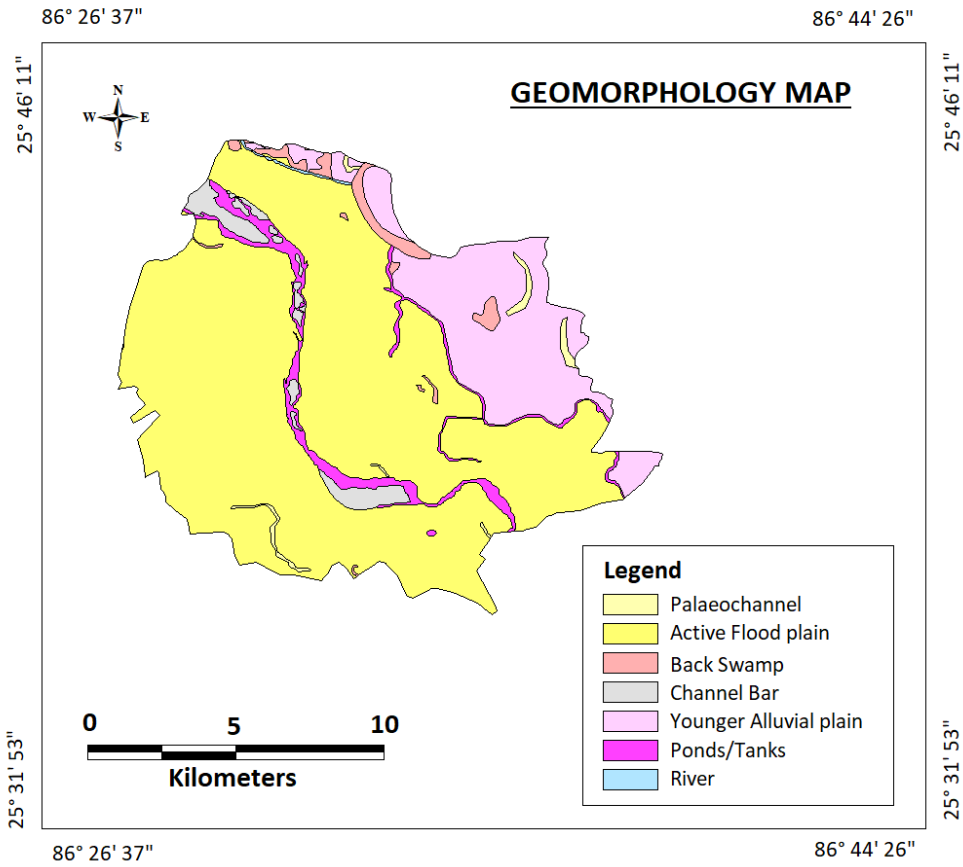 86° 26' 37"
86° 44' 26"
25° 46' 11"
25° 46' 11"
GEOMORPHOLOGY MAP
N
W E
S
Legend
Palaeochannel
Active Flood plain
Back Swamp
Channel Bar
Younger Alluvial plain
Ponds/Tanks
River
0 5 10
Kilometers
25° 31' 53"
25° 31' 53"
86° 26' 37"
86° 44' 26"